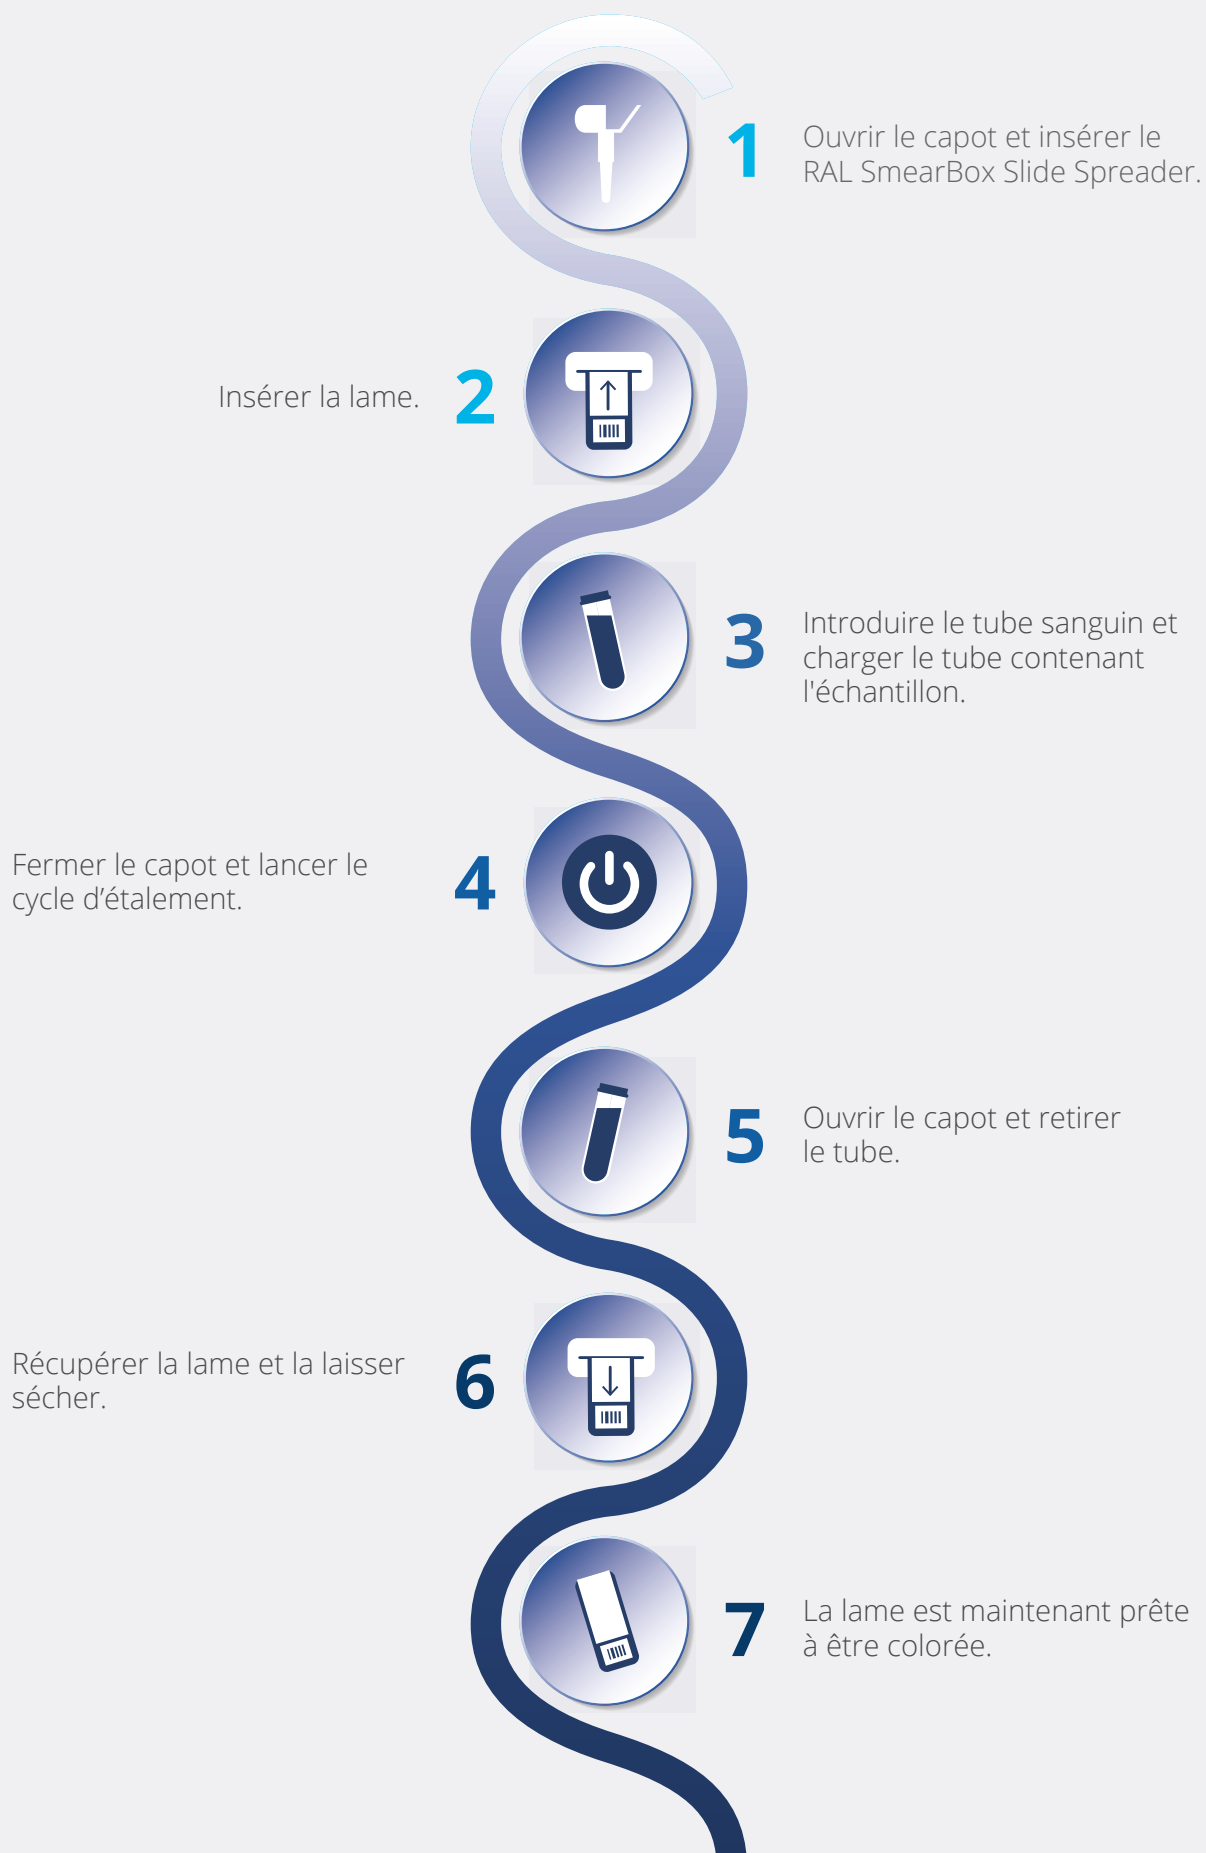 1
Ouvrir le capot et insérer le
RAL SmearBox Slide Spreader.
Insérer la lame.
2
3
Introduire le tube sanguin et
charger le tube contenant
l'échantillon.
Fermer le capot et lancer le
cycle d’étalement.
4
5
Ouvrir le capot et retirer
le tube.
Récupérer la lame et la laisser
sécher.
6
7
La lame est maintenant prête
à être colorée.